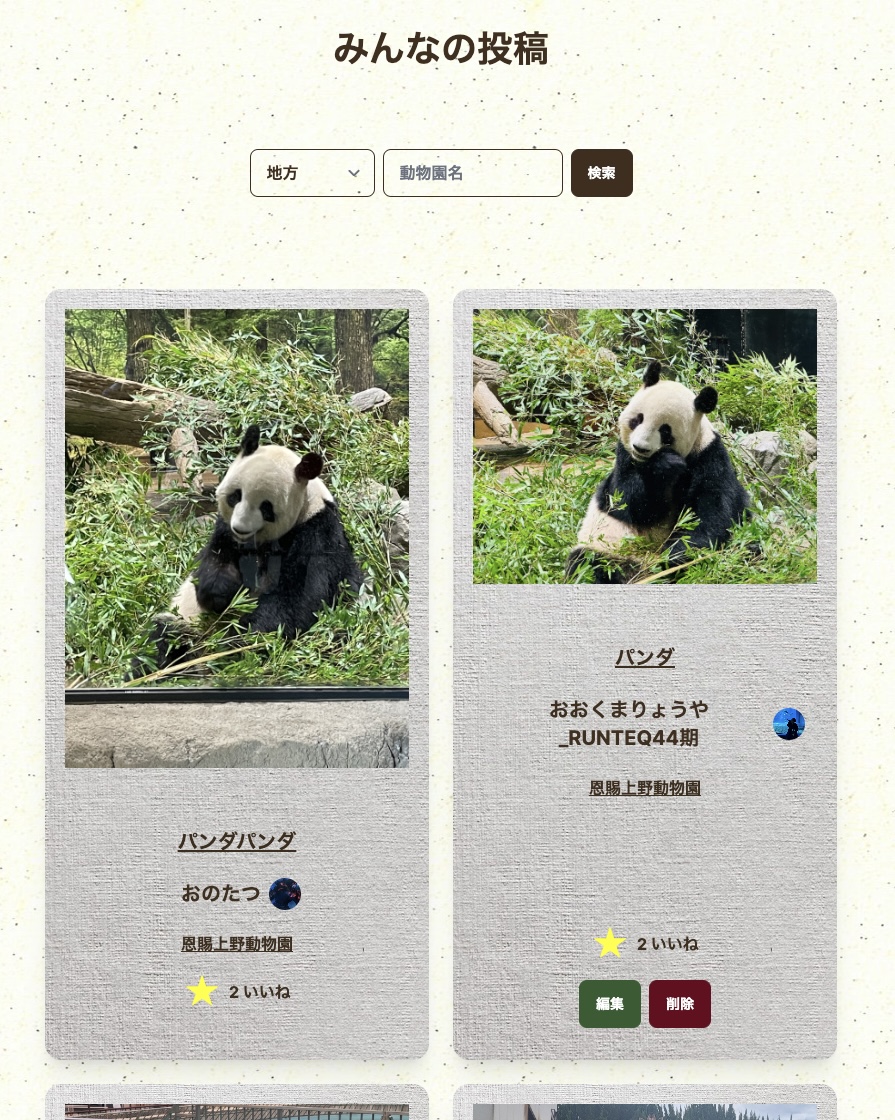 みんなの投稿
地方
動物園名
検索
パンダパンダ
おのたつ
恩賜上野動物園
2 いいね
パンダ
おおくまりょうや
_RUNTEQ44期
恩賜上野動物園
2 いいね
編集
削除